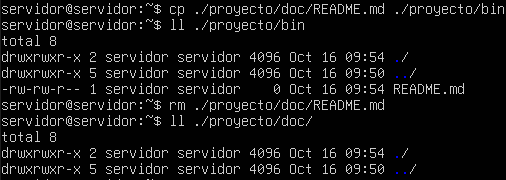 servidor@servidor:~$ cp ./proyecto/doc/README.md ./proyecto/bin
servidor@servidor:~$ ll ./proyecto/bin
total 8
drwxrwxr-x 2 servidor servidor 4096 Oct 16 09:54 ./
drwxrwxr-x 5 servidor servidor 4096 Oct 16 09:50 ../
-rw-rw-r-- 1 servidor servidor    0 Oct 16 09:54 README.md
servidor@servidor:~$ rm ./proyecto/doc/README.md
servidor@servidor:~$ ll ./proyecto/doc/
total 8
drwxrwxr-x 2 servidor servidor 4096 Oct 16 09:54 ./
drwxrwxr-x 5 servidor servidor 4096 Oct 16 09:50 ../